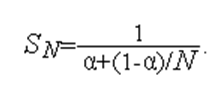 S_N = 1 / (α+(1-α)/N).